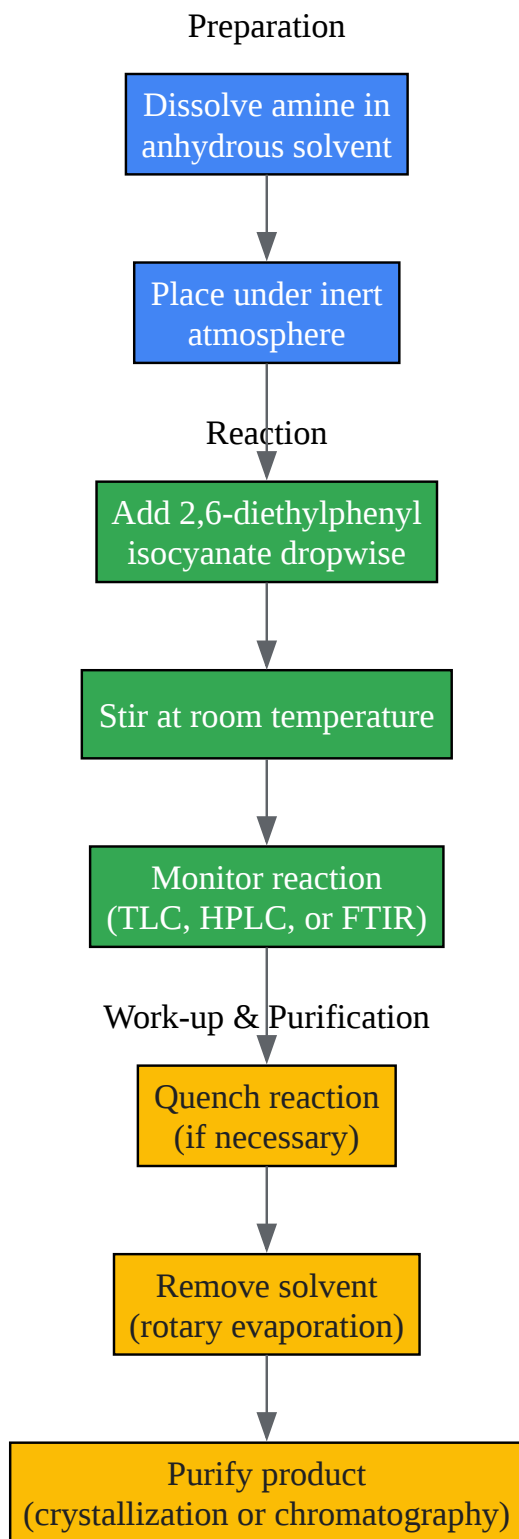 Preparation
Dissolve amine in
anhydrous solvent
Place under inert
atmosphere
Reaction
Add 2,6-diethylphenyl
isocyanate dropwise
Stir at room temperature
Monitor reaction
(TLC, HPLC, or FTIR)
Work-up & Purification
Quench reaction
(if necessary)
Remove solvent
(rotary evaporation)
Purify product
(crystallization or chromatography)